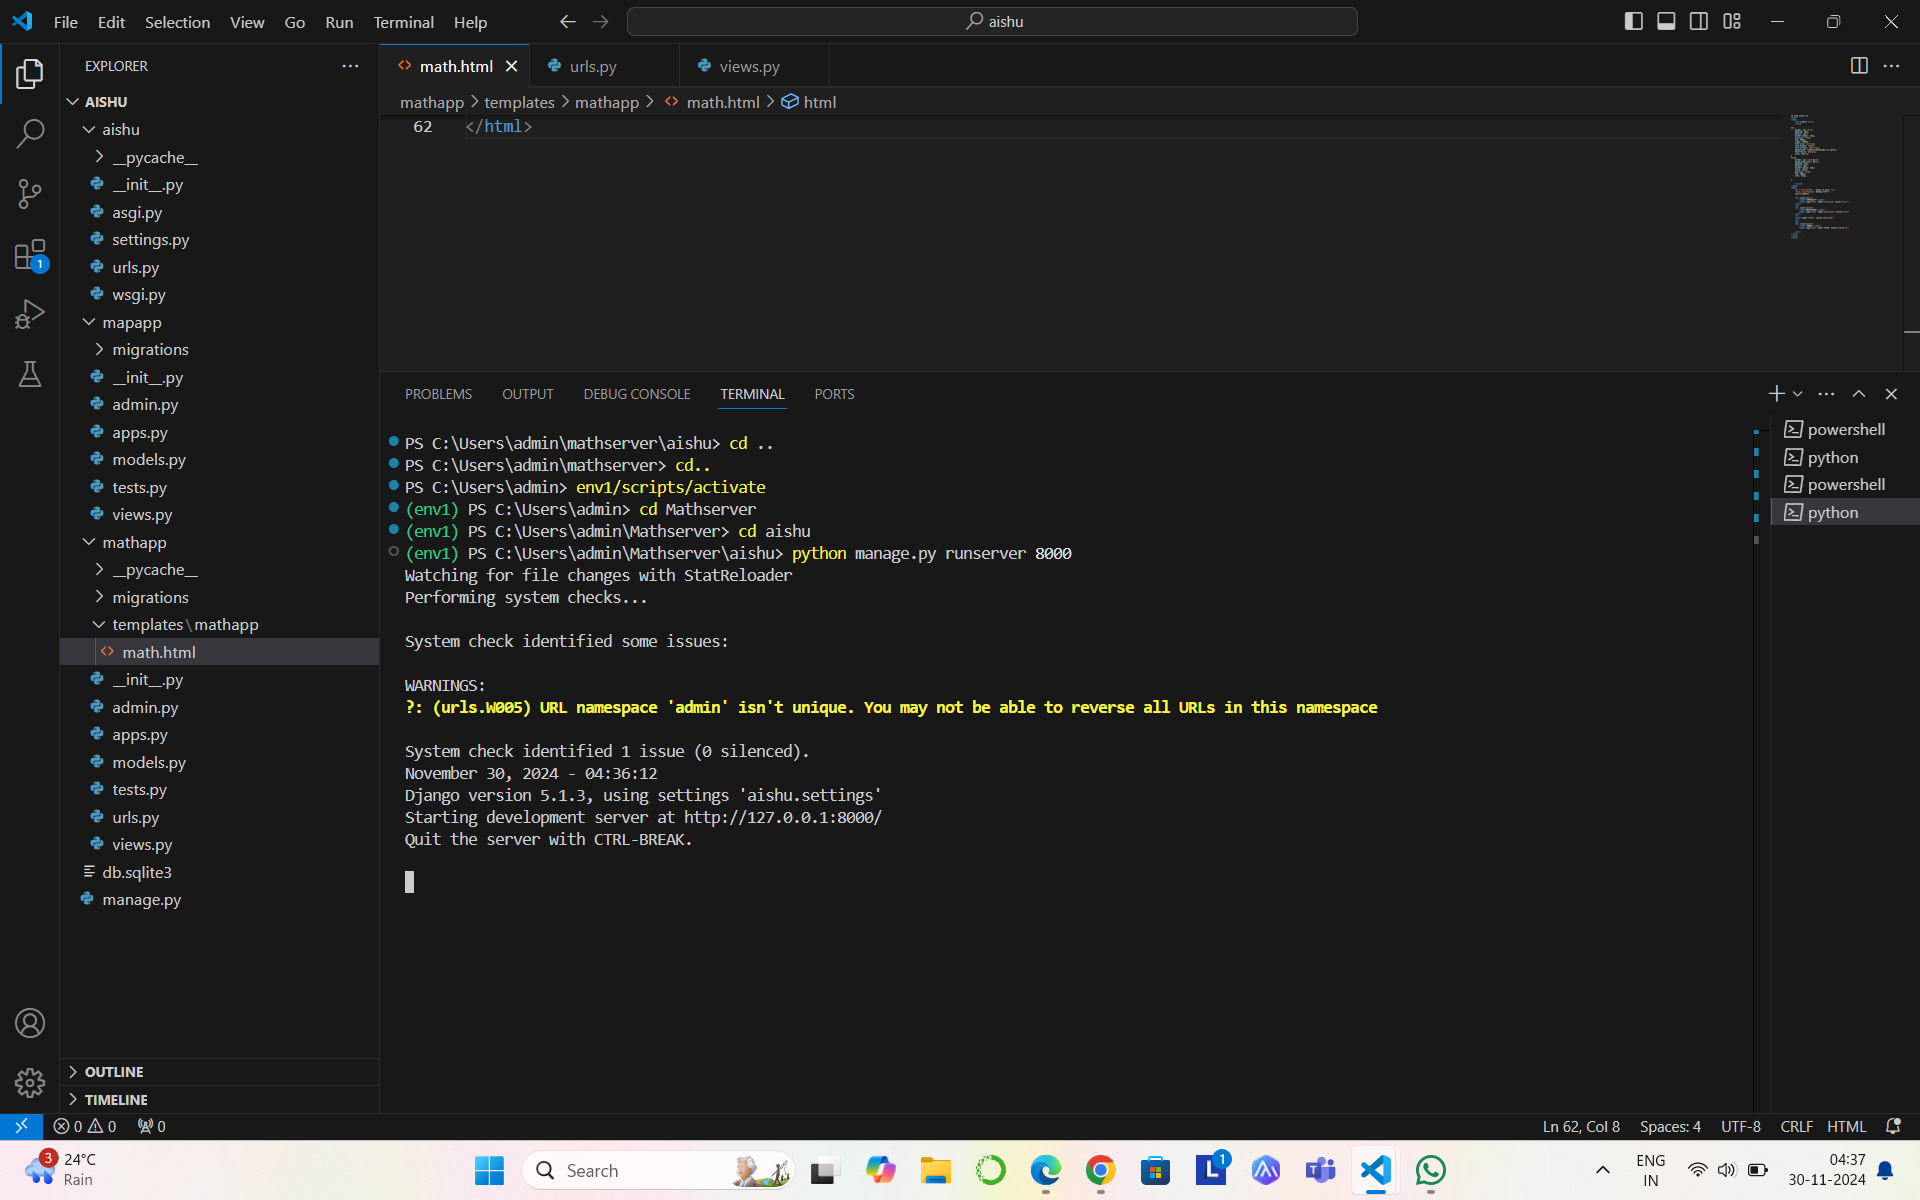 File Edit Selection View Go Run Terminal Help
aishu
EXPLORER
AISHU
aishu
__pycache__
__init__.py
asgi.py
settings.py
urls.py
wsgi.py
mapapp
migrations
__init__.py
admin.py
apps.py
models.py
tests.py
views.py
mathapp
__pycache__
migrations
templates\mathapp
math.html
__init__.py
admin.py
apps.py
models.py
tests.py
urls.py
views.py
db.sqlite3
manage.py
OUTLINE
TIMELINE
1
math.html urls.py views.py
mathapp > templates > mathapp > math.html > html
62 </html>
PROBLEMS OUTPUT DEBUG CONSOLE TERMINAL PORTS
PS C:\Users\admin\mathserver\aishu> cd ..
PS C:\Users\admin\mathserver> cd..
PS C:\Users\admin> env1/scripts/activate
(env1) PS C:\Users\admin> cd Mathserver
(env1) PS C:\Users\admin\Mathserver> cd aishu
(env1) PS C:\Users\admin\Mathserver\aishu> python manage.py runserver 8000
Watching for file changes with StatReloader
Performing system checks...
System check identified some issues:
WARNINGS:
?: (urls.W005) URL namespace 'admin' isn't unique. You may not be able to reverse all URLs in this namespace
System check identified 1 issue (0 silenced).
November 30, 2024 - 04:36:12
Django version 5.1.3, using settings 'aishu.settings'
Starting development server at http://127.0.0.1:8000/
Quit the server with CTRL-BREAK.
powershell
python
powershell
python
0 0 0
Ln 62, Col 8 Spaces: 4 UTF-8 CRLF HTML
3
24°C
Rain
Search
1
ENG
IN
04:37
30-11-2024